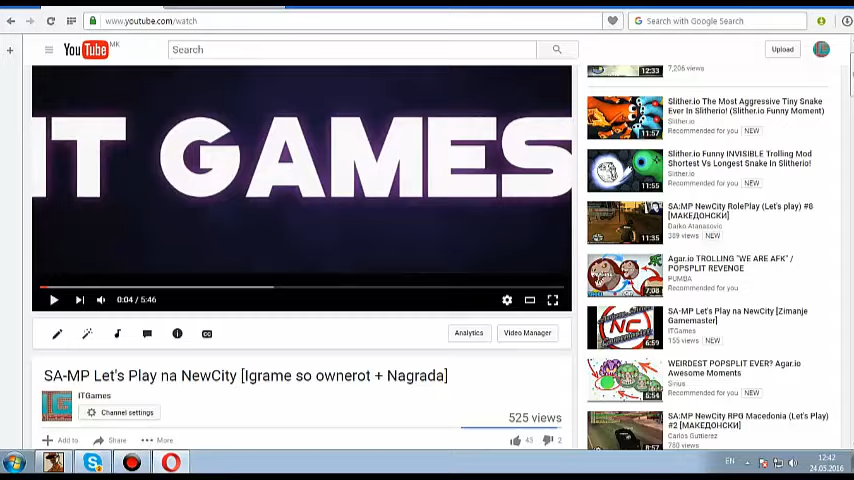 www.youtube.com/watch
Search with Google Search
YouTube MK
Search
Upload
IT GAMES
0:04 / 5:46
Analytics
Video Manager
SA-MP Let's Play na NewCity [Igrame so ownerot + Nagrada]
ITGames
Channel settings
525 views
Add to
Share
More
43
2
12:33
7,206 views
11:57
Slither.io The Most Aggressive Tiny Snake
Ever In Slitherio! (Slither.io Funny Moment)
Slither.io
Recommended for you NEW
11:55
Slither.io Funny INVISIBLE Trolling Mod
Shortest Vs Longest Snake In Slitherio!
Slither.io
Recommended for you NEW
11:35
SA:MP NewCity RolePlay (Let's play) #8
[МАКЕДОНСКИ]
Darko Atanasovic
389 views NEW
7:08
Agar.io TROLLING "WE ARE AFK" /
POPSPLIT REVENGE
PUMBA
Recommended for you
NC
6:59
SA-MP Let's Play na NewCity [Zimanje
Gamemaster]
ITGames
155 views NEW
6:54
WEIRDEST POPSPLIT EVER? Agar.io
Awesome Moments
Sirius
Recommended for you NEW
8:57
SA:MP NewCity RPG Macedonia (Let's Play)
#2 [МАКЕДОНСКИ]
Carlos Gutierez
780 views
EN
12:42
24.05.2016